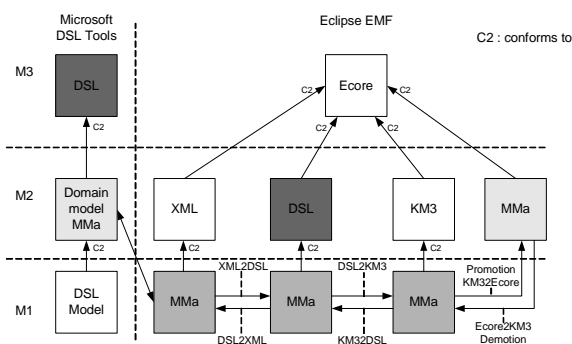 Microsoft
DSL Tools
Eclipse EMF
C2 : conforms to
M3
DSL
Ecore
C2
C2
C2
C2
C2
M2
Domain
model
MMa
XML
DSL
KM3
MMa
C2
C2
C2
C2
M1
DSL
Model
MMa
XML2DSL
DSL2XML
MMa
DSL2KM3
KM32DSL
MMa
Promotion
KM32Ecore
Ecore2KM3
Demotion